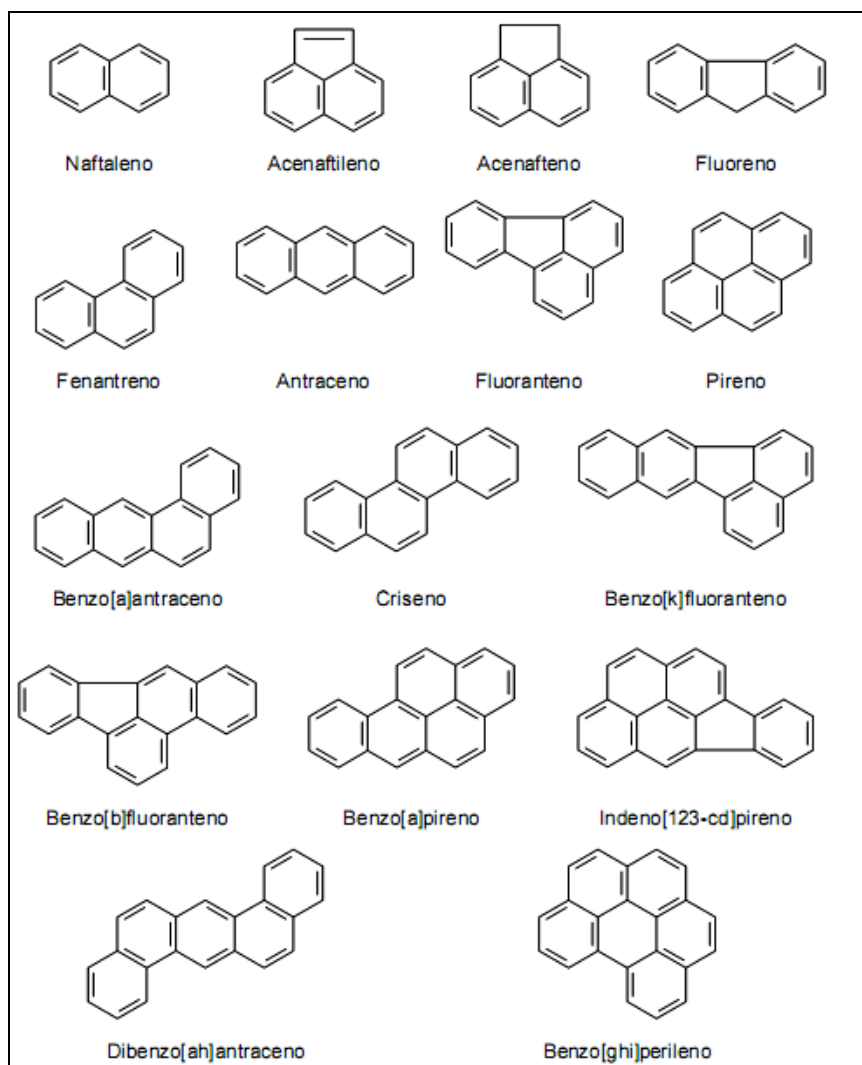 Naftaleno Acenaftileno Acenafteno Fluoreno
Fenantreno Antraceno Fluoranteno Pireno
Benzo[a]antraceno Criseno Benzo[k]fluoranteno
Benzo[b]fluoranteno Benzo[a]pireno Indeno[123-cd]pireno
Dibenzo[ah]antraceno Benzo[ghi]perileno